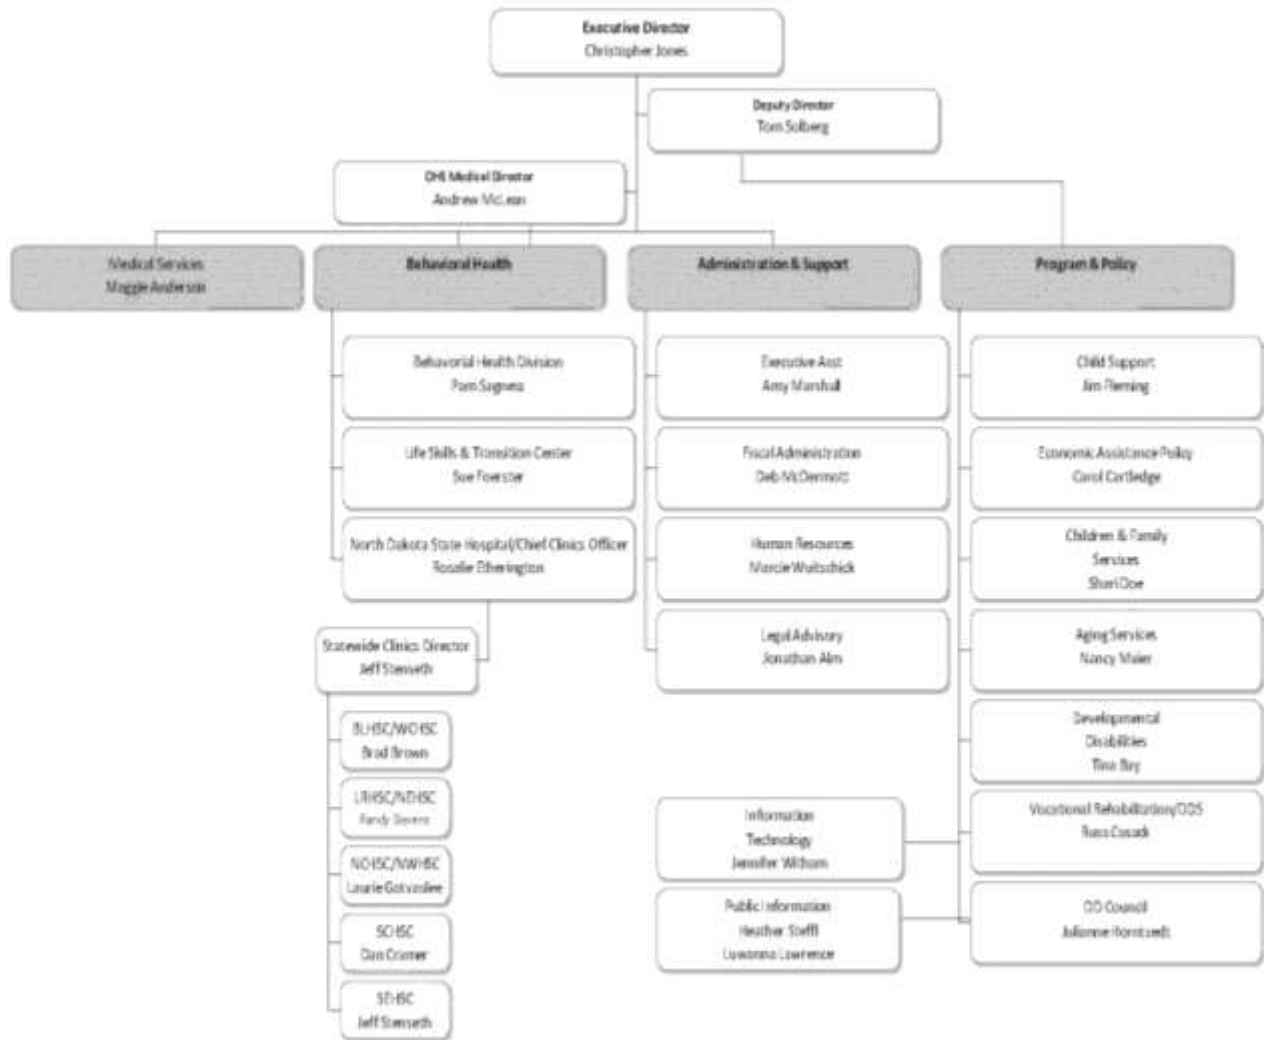 Executive Director
Christopher Jones
Deputy Director
Tom Solberg
DHS Medical Director
Andrew McLean
Medical Services
Maggie Anderson
Behavioral Health
Administration & Support
Program & Policy
Behavorial Health Division
Pam Sagness
Life Skills & Transition Center
Sue Foerster
North Dakota State Hospital/Chief Clinics Officer
Rosalie Etherington
Statewide Clinics Director
Jeff Stenseth
BLHSC/WCHSC
Brad Brown
LRHSC/NEHSC
Randy
NCHSC/NWHSC
Laurie Gotvaslee
SCHSC
Dan Cramer
SEHSC
Jeff Stenseth
Executive Asst
Amy Marshall
Fiscal Administration
Deb McDermott
Human Resources
Marcie Wuitschick
Legal Advisory
Jonathan Alm
Information
Technology
Jennifer Witham
Public Information
Heather Steffl
Luwanna Lawrence
Child Support
Jim Fleming
Economic Assistance Policy
Carol Cartledge
Children & Family
Services
Shari Doe
Aging Services
Nancy Maier
Developmental
Disabilities
Tina Bay
Vocational Rehabilitation/DDS
Russ Cusack
DD Council
Julianne Horntvedt